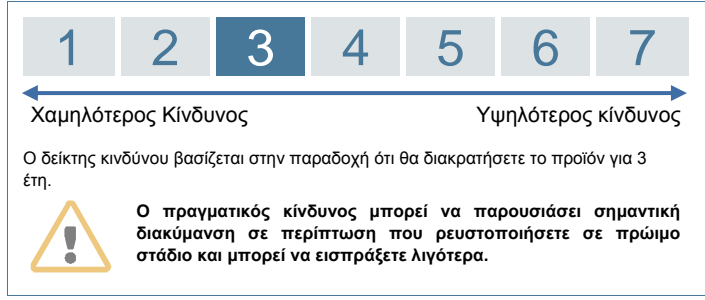 1 2 3 4 5 6 7
Χαμηλότερος Κίνδυνος Υψηλότερος κίνδυνος
Ο δείκτης κινδύνου βασίζεται στην παραδοχή ότι θα διακρατήσετε το προϊόν για 3
έτη.
Ο πραγματικός κίνδυνος μπορεί να παρουσιάσει σημαντική
διακύμανση σε περίπτωση που ρευστοποιήσετε σε πρώιμο
στάδιο και μπορεί να εισπράξετε λιγότερα.